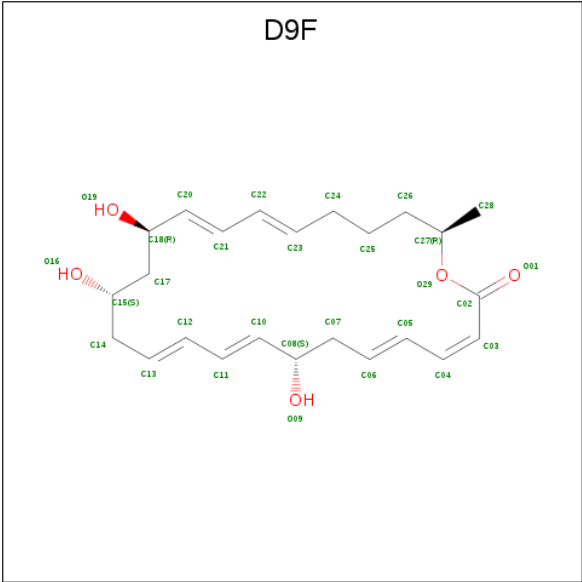 D9F
C20 C22 C24 C26 C28
O19 HO
C18(R) C21 C23 C25 C27(R)
O16 HO C17 O29 O O01
C15(S) C02 O
C12 C10 C07 C05
C14 C08(S) C03
C13 C11 C06 C04
OH
O09